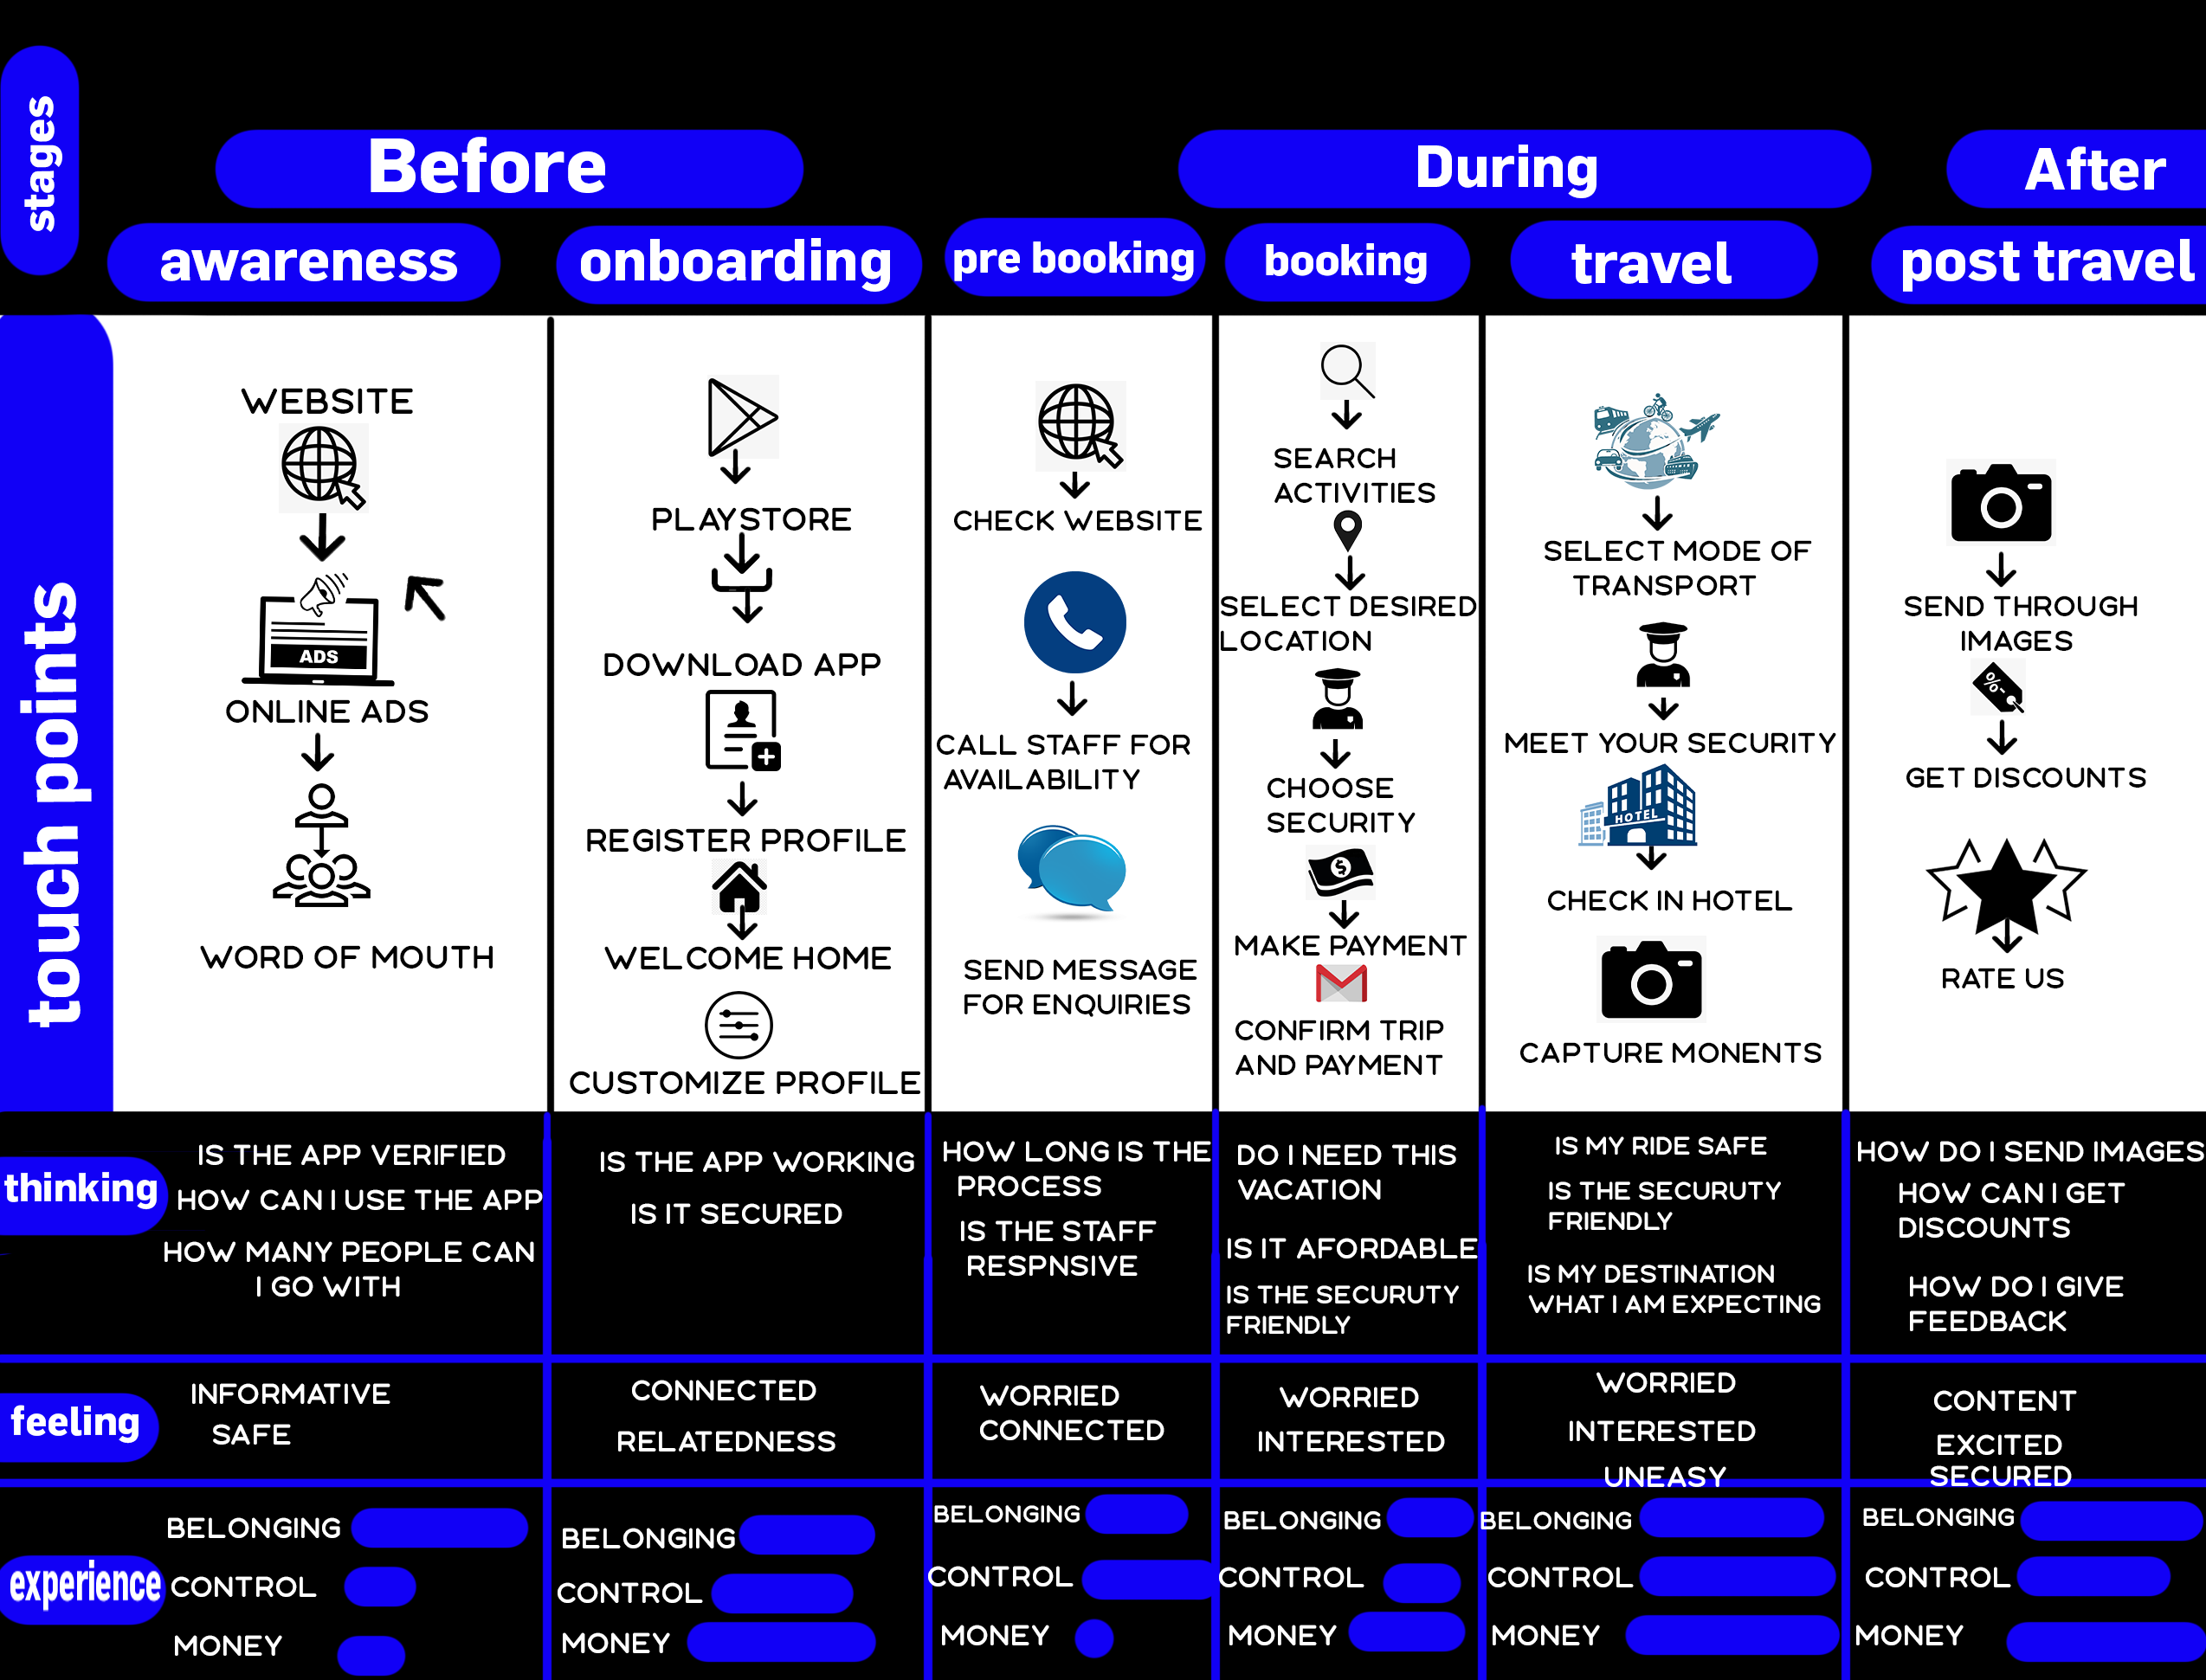 stages
Before
During
After
awareness
onboarding
pre booking
booking
travel
post travel
touch points
WEBSITE
ADS
ONLINE ADS
WORD OF MOUTH
PLAYSTORE
DOWNLOAD APP
REGISTER PROFILE
WELCOME HOME
CUSTOMIZE PROFILE
CHECK WEBSITE
CALL STAFF FOR
AVAILABILITY
SEND MESSAGE
FOR ENQUIRIES
SEARCH
ACTIVITIES
SELECT DESIRED
LOCATION
CHOOSE
SECURITY
$
MAKE PAYMENT
CONFIRM TRIP
AND PAYMENT
SELECT MODE OF
TRANSPORT
MEET YOUR SECURITY
HOTEL
CHECK IN HOTEL
CAPTURE MONENTS
SEND THROUGH
IMAGES
%-
GET DISCOUNTS
RATE US
thinking
IS THE APP VERIFIED
HOW CAN I USE THE APP
HOW MANY PEOPLE CAN
I GO WITH
IS THE APP WORKING
IS IT SECURED
HOW LONG IS THE
PROCESS
IS THE STAFF
RESPNSIVE
DO I NEED THIS
VACATION
IS IT AFORDABLE
IS THE SECURUTY
FRIENDLY
IS MY RIDE SAFE
IS THE SECURUTY
FRIENDLY
IS MY DESTINATION
WHAT I AM EXPECTING
HOW DO I SEND IMAGES
HOW CAN I GET
DISCOUNTS
HOW DO I GIVE
FEEDBACK
feeling
INFORMATIVE
SAFE
CONNECTED
RELATEDNESS
WORRIED
CONNECTED
WORRIED
INTERESTED
WORRIED
INTERESTED
UNEASY
CONTENT
EXCITED
SECURED
experience
BELONGING
CONTROL
MONEY
BELONGING
CONTROL
MONEY
BELONGING
CONTROL
MONEY
BELONGING
CONTROL
MONEY
BELONGING
CONTROL
MONEY
BELONGING
CONTROL
MONEY